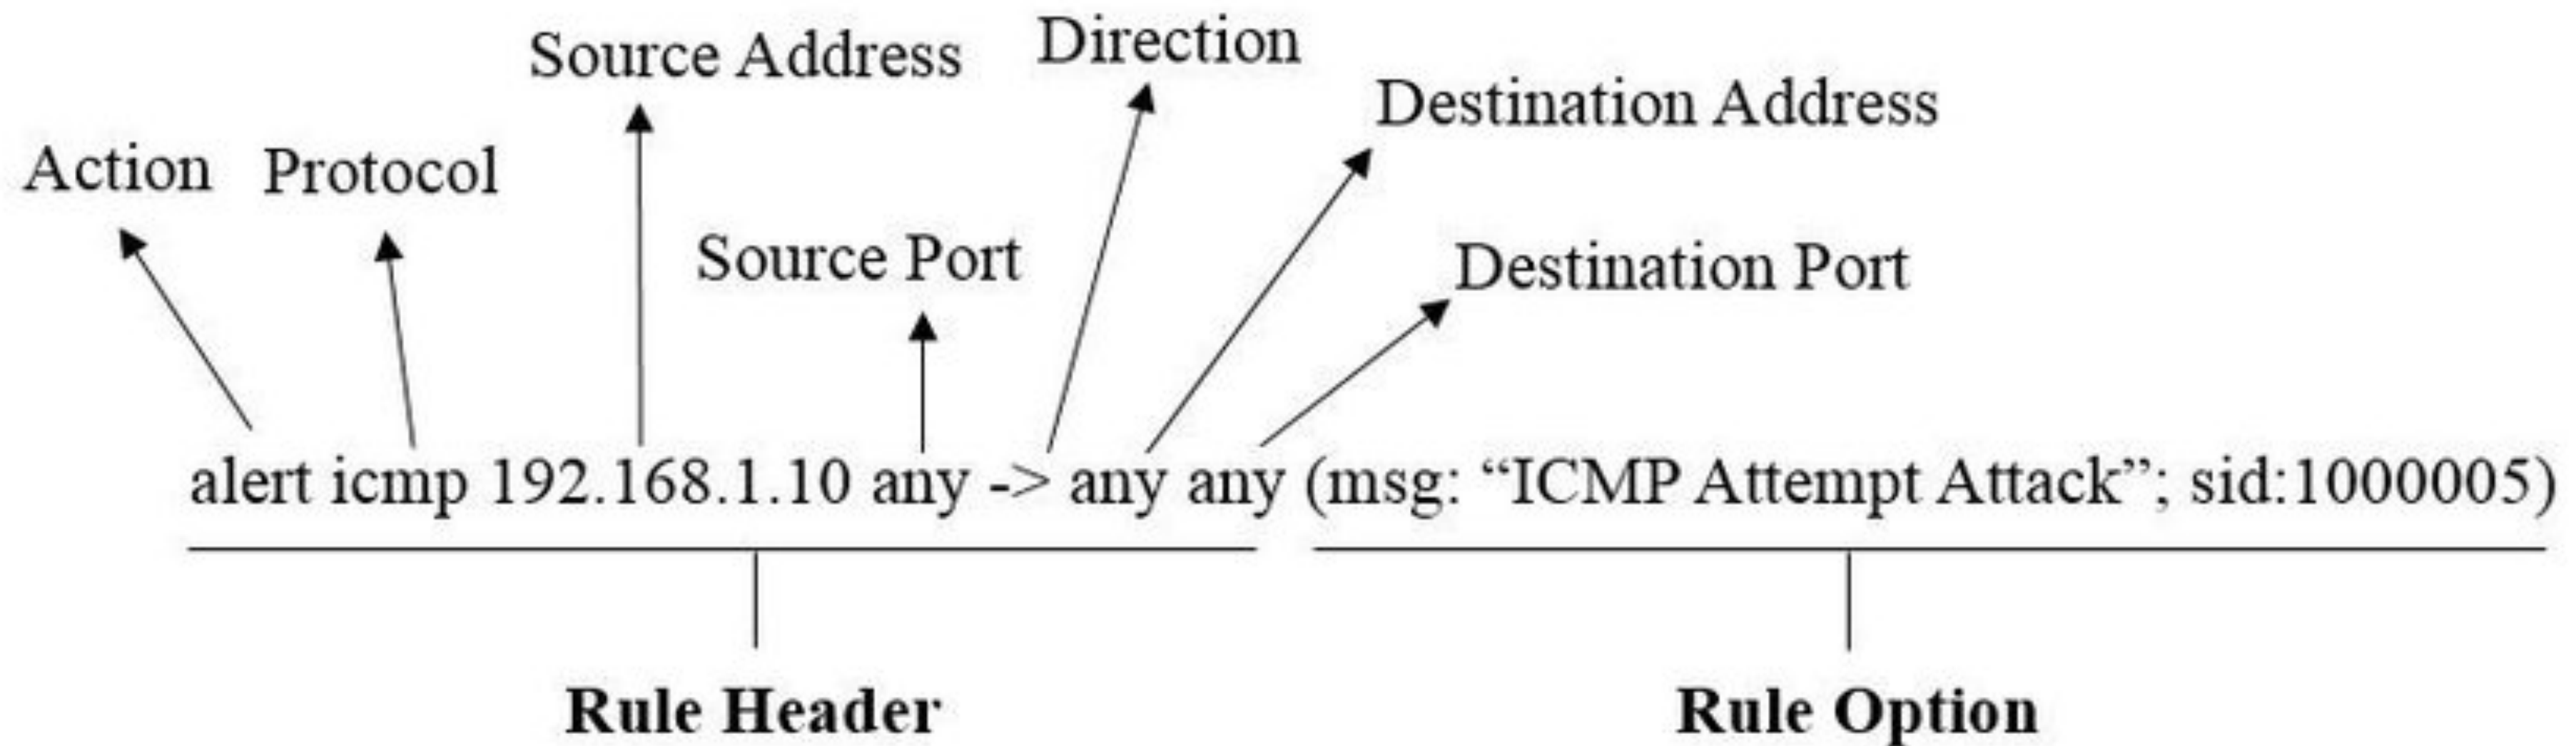 Source Address
Direction
Destination Address
Action
Protocol
Source Port
Destination Port
alert icmp 192.168.1.10 any -> any any (msg: “ICMP Attempt Attack”; sid:1000005)
Rule Header
Rule Option